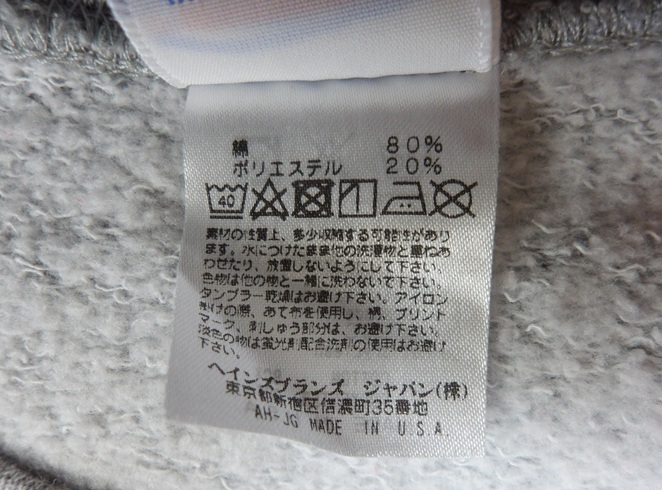 綿 80%
ポリエステル 20%
40
素材の性質上、多少収縮する可能性があり
ます。水につけたまま他の洗濯物と重ねあ
わせたり、放置しないようにして下さい。
色物は他の物と一緒に洗わないで下さい。
タンブラー乾燥はお避け下さい。アイロン
掛けの際、あて布を使用し、柄、プリント
マーク、刺しゅう部分は、お避け下さい。
淡色の物は蛍光剤配合洗剤の使用はお避け
下さい。
ヘインズブランズ ジャパン(株)
東京都新宿区信濃町35番地
AH-JG MADE IN U.S.A.